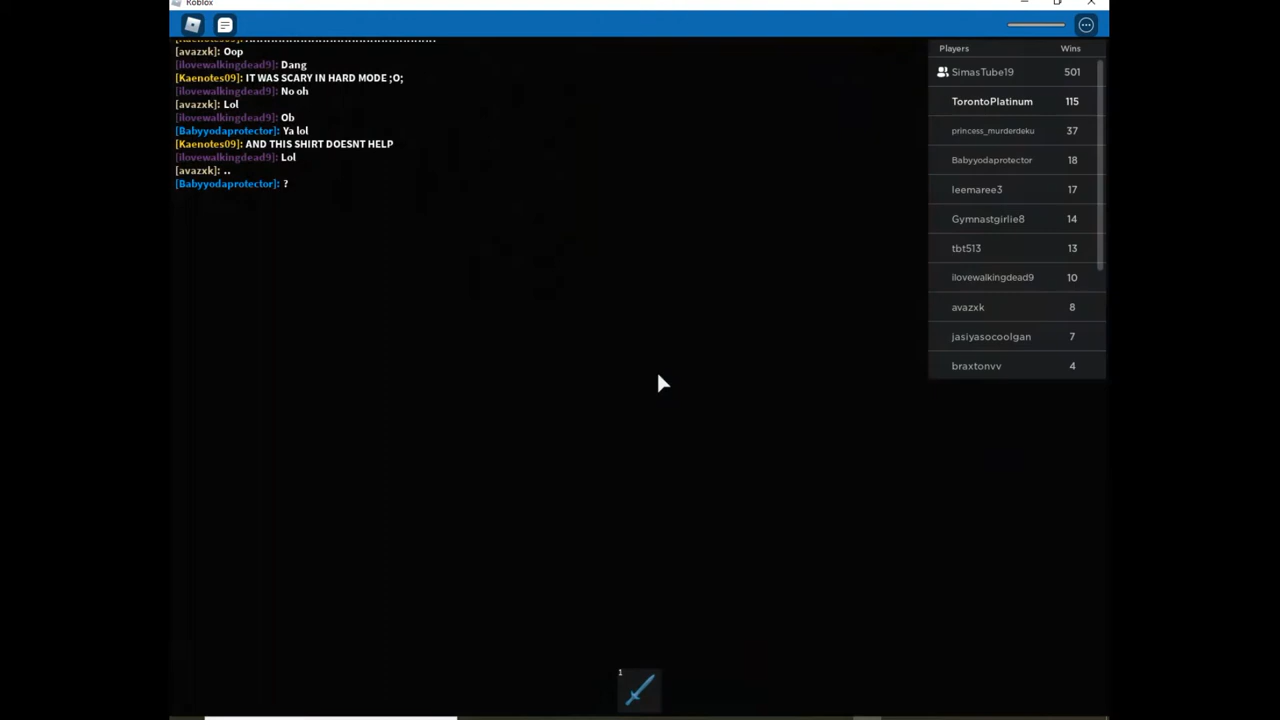 Roblox
[avazxk]: Oop
[ilovewalkingdead9]: Dang
[Kaenotes09]: IT WAS SCARY IN HARD MODE ;O;
[ilovewalkingdead9]: No oh
[avazxk]: Lol
[ilovewalkingdead9]: Ob
[Babyyodaprotector]: Ya lol
[Kaenotes09]: AND THIS SHIRT DOESNT HELP
[ilovewalkingdead9]: Lol
[avazxk]: ..
[Babyyodaprotector]: ?
Players Wins
SimasTube19 501
TorontoPlatinum 115
princess_murderdeku 37
Babyyodaprotector 18
leemaree3 17
Gymnastgirlie8 14
tbt513 13
ilovewalkingdead9 10
avazxk 8
jasiyasocoolgan 7
braxtonvv 4
1